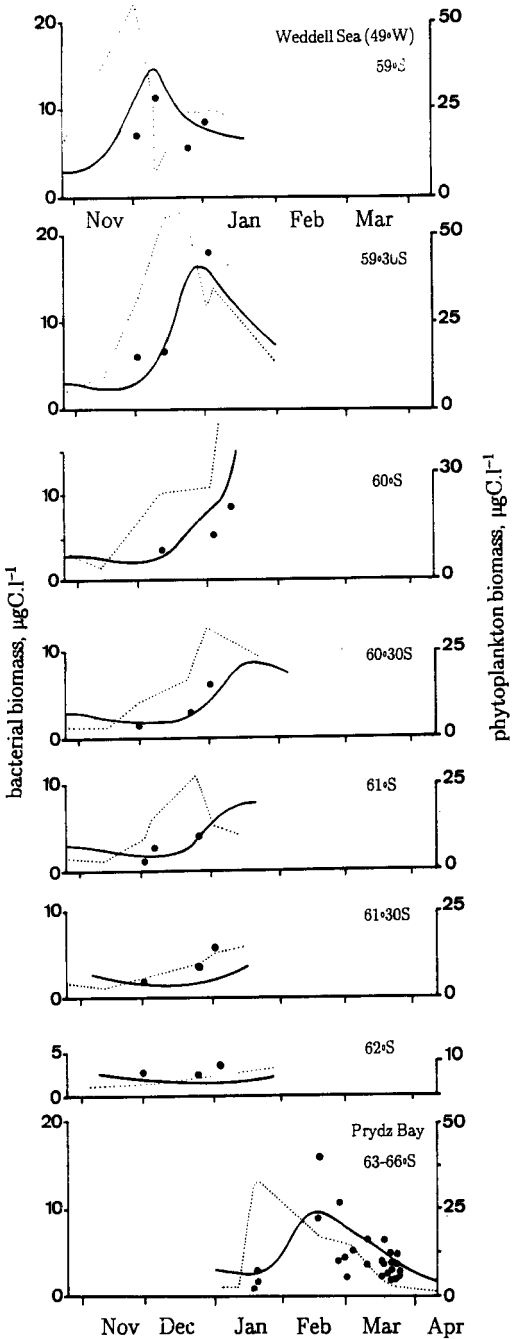 20
10
0
50
25
0
Weddell Sea (49∘W)
59∘S
Nov
Jan
Feb
Mar
20
10
0
50
25
0
59∘30S
10
0
30
0
60∘S
10
0
25
0
60∘30S
10
0
25
0
61∘S
10
0
25
0
61∘30S
5
0
10
62∘S
20
10
0
50
25
0
Prydz Bay
63-66∘S
Nov
Dec
Jan
Feb
Mar
Apr
bacterial biomass, µgC.l⁻¹
phytoplankton biomass, µgC.l⁻¹